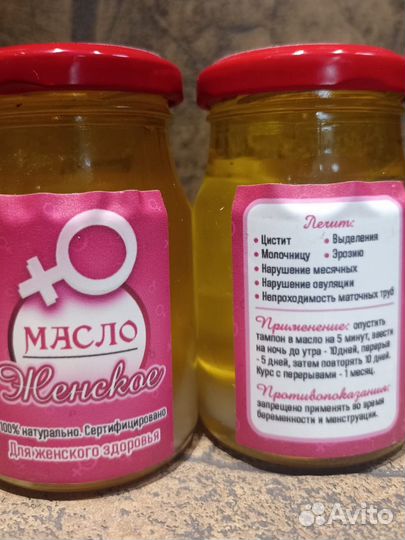 МАСЛО
Женское
100% натурально. Сертифицировано
Для женского здоровья
Лечит:
• Цистит • Выделения
• Молочницу • Эрозию
• Нарушение месячных
• Нарушение овуляции
• Непроходимость маточных труб
Применение: опустить
тампон в масло на 5 минут, ввести
на ночь до утра - 10дней, перерыв
- 5 дней, затем повторять 10 дней.
Курс с перерывами - 1 месяц.
Противопоказания:
запрещено применять во время
беременности и менструации.
Avito